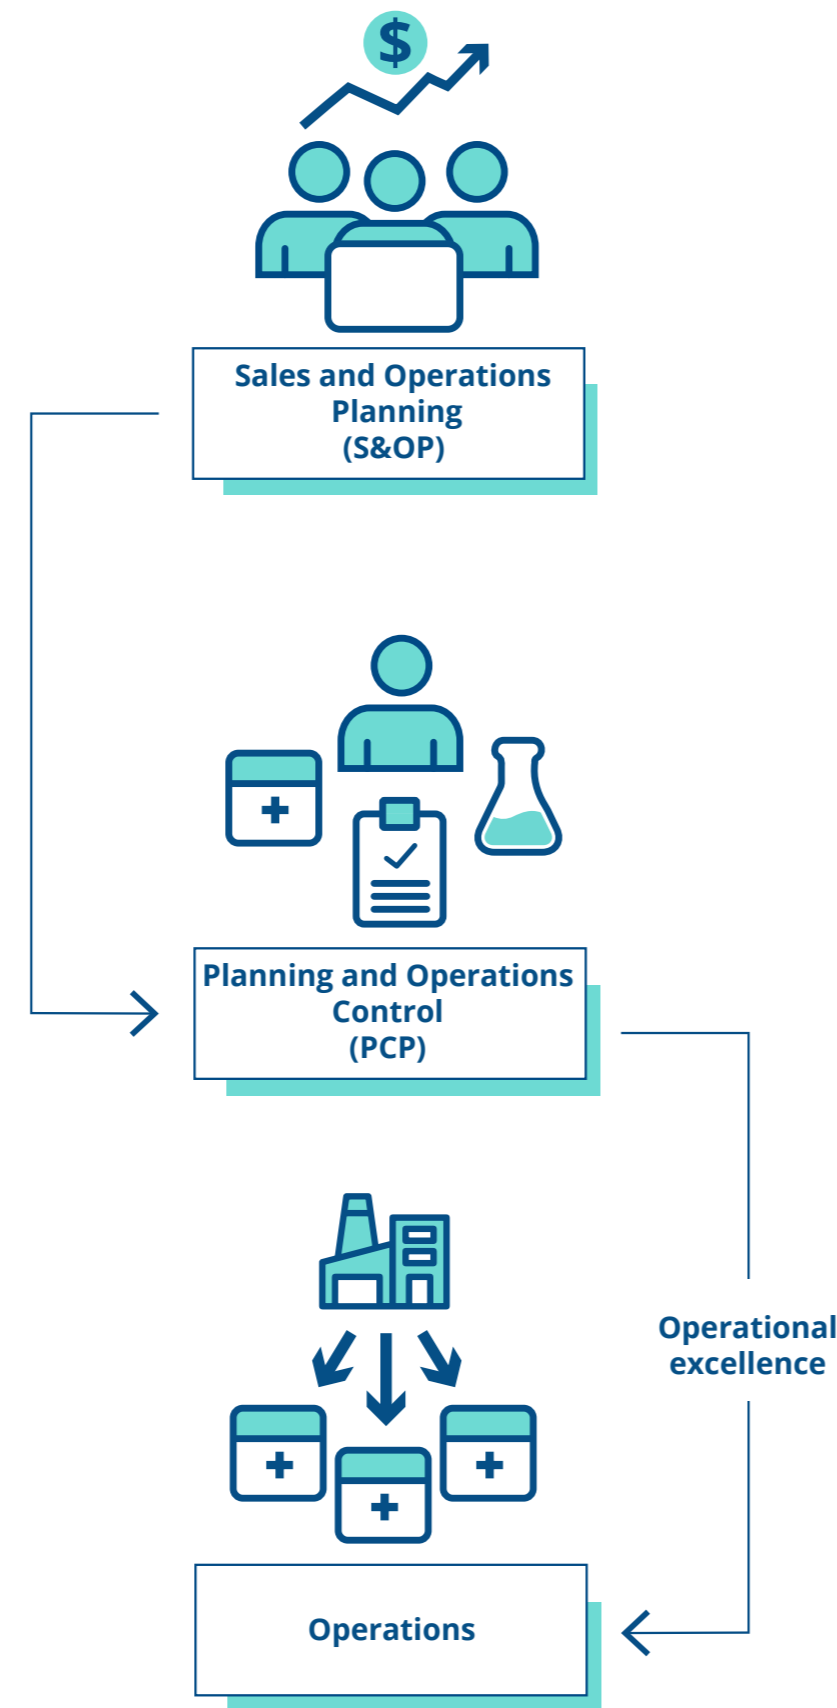 $
Sales and Operations
Planning
(S&OP)
Planning and Operations
Control
(PCP)
Operational
excellence
Operations